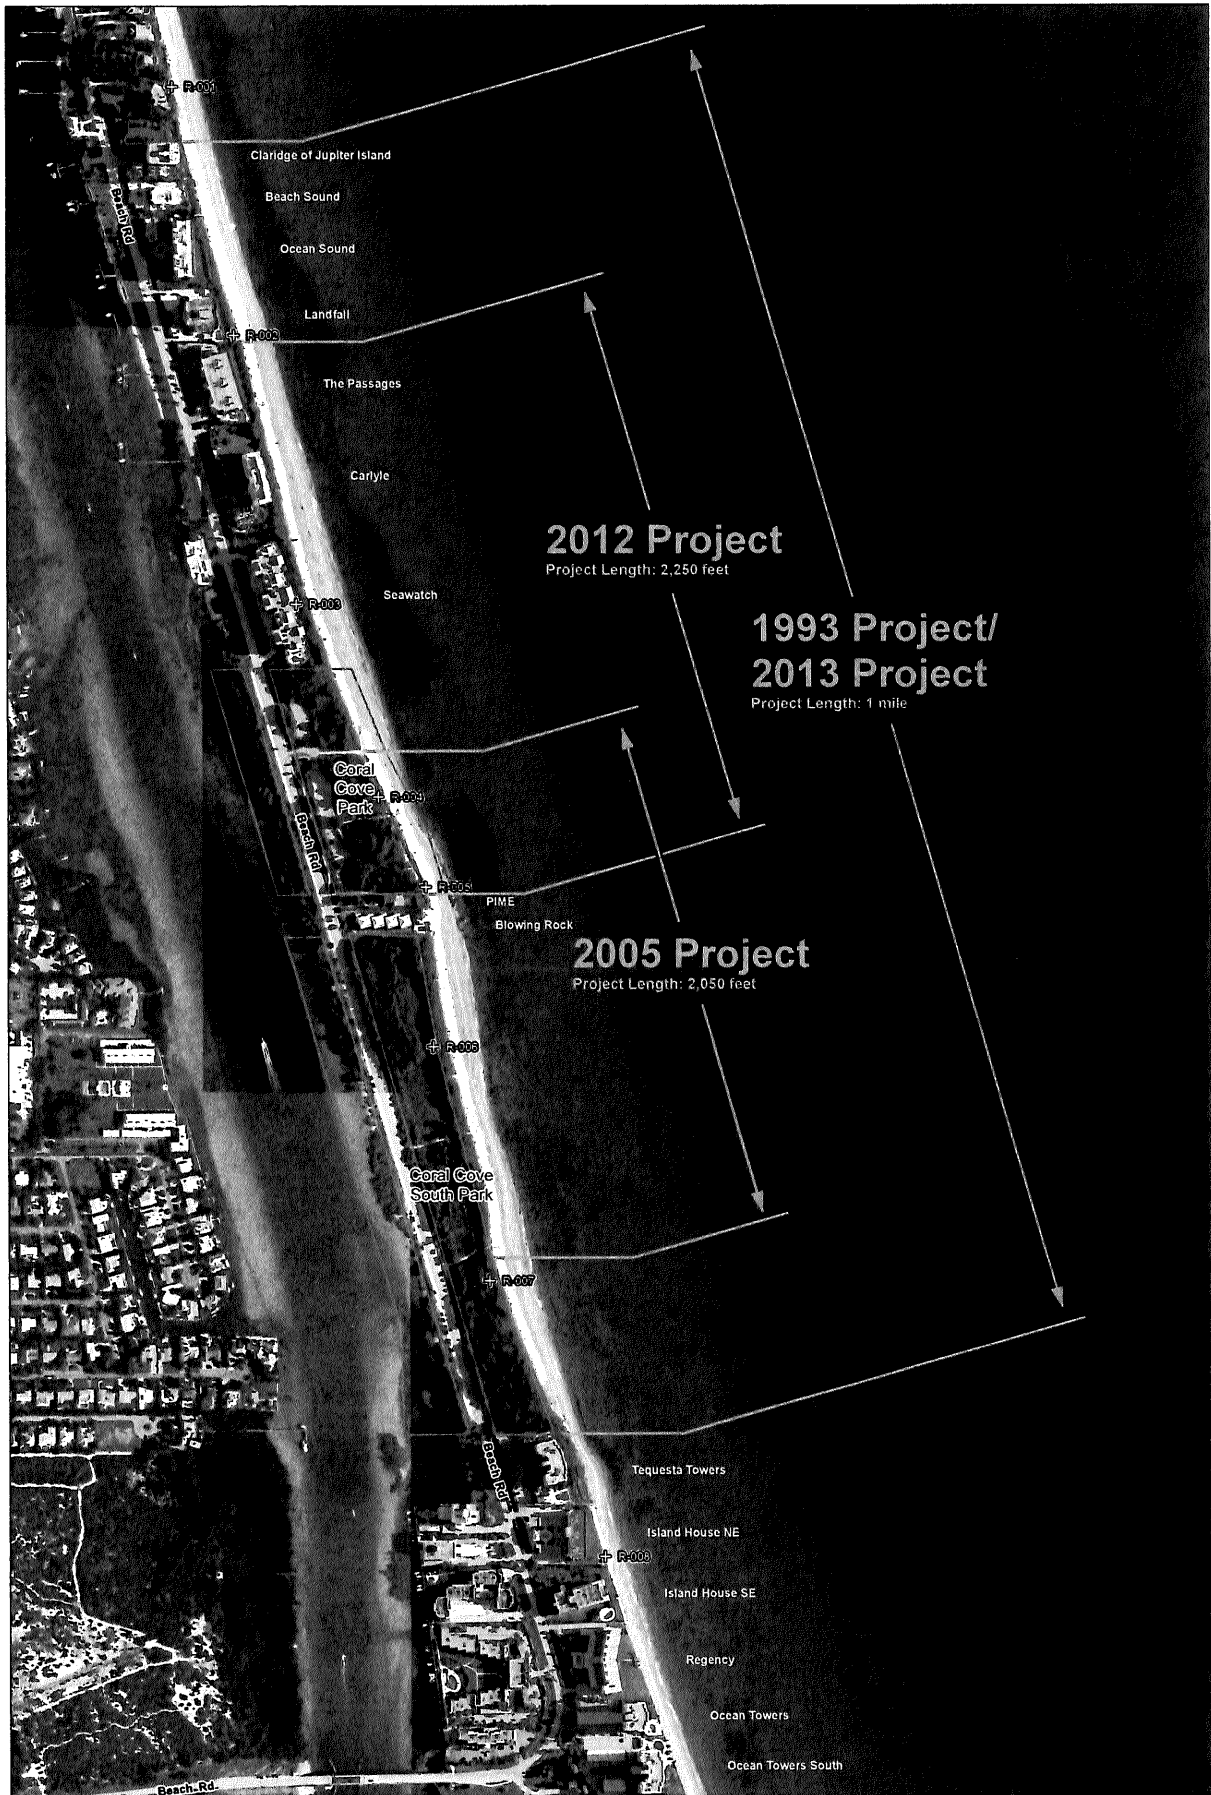 R-001
Claridge of Jupiter Island
Beach Sound
Beach Rd
Ocean Sound
Landfall
R-002
The Passages
Carlyle
2012 Project
Project Length: 2,250 feet
Seawatch
R-003
1993 Project/
2013 Project
Project Length: 1 mile
Coral
Cove
Park
R-004
Beach Rd
R-005
PIME
Blowing Rock
2005 Project
Project Length: 2,050 feet
R-006
Coral Cove
South Park
R-007
Beach Rd
Tequesta Towers
Island House NE
R-008
Island House SE
Regency
Ocean Towers
Ocean Towers South
Beach Rd